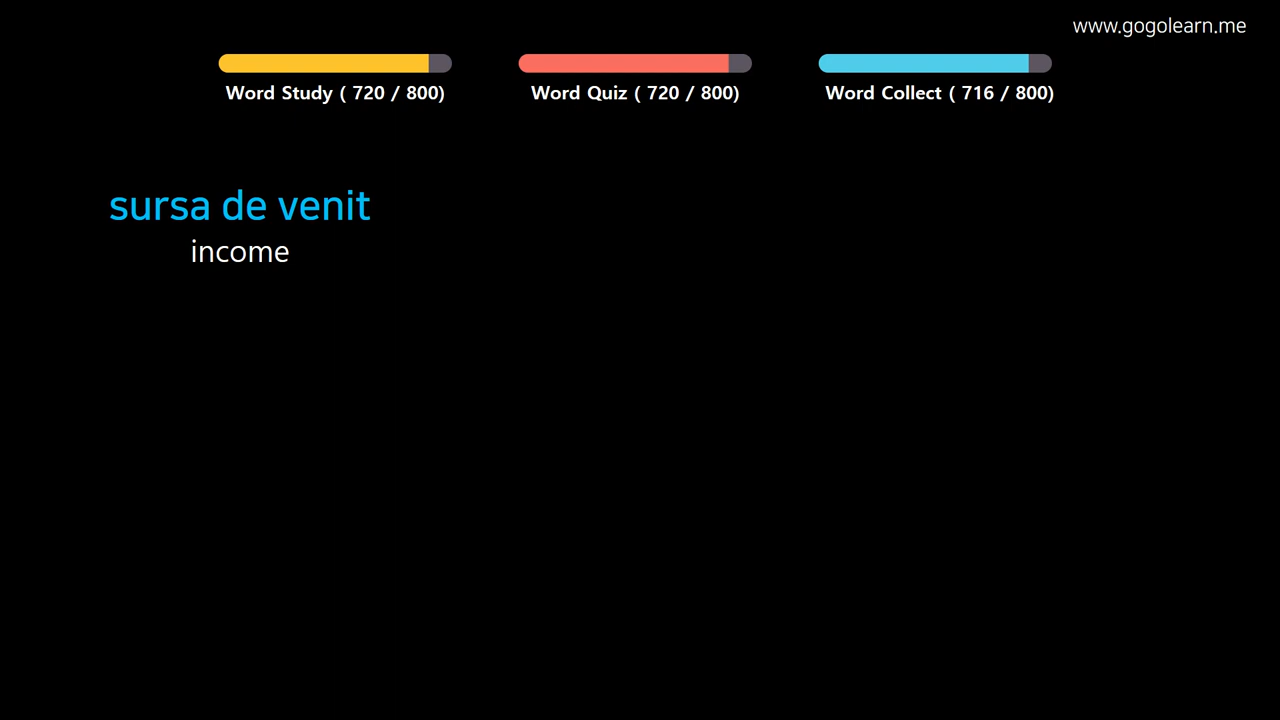 www.gogolearn.me
Word Study ( 720 / 800)
Word Quiz ( 720 / 800)
Word Collect ( 716 / 800)
sursa de venit
income